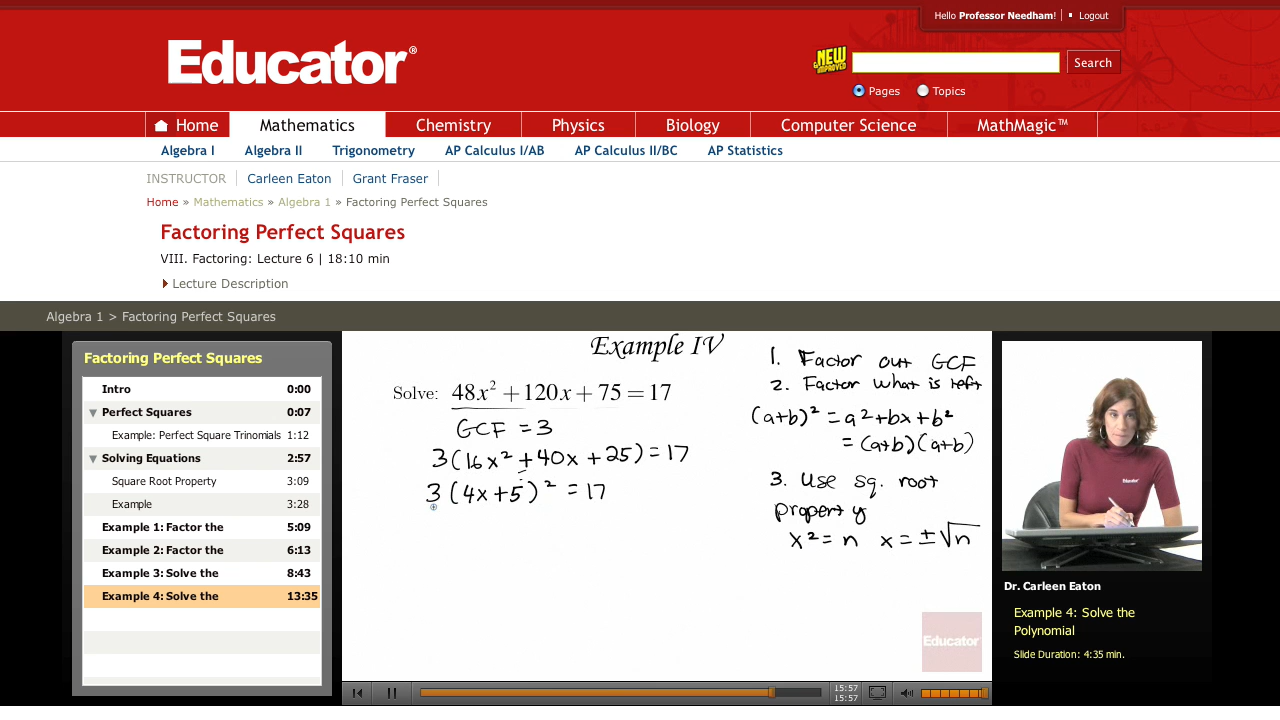 Hello Professor Needham! Logout
Educator®
NEW & IMPROVED
Search
Pages Topics
Home Mathematics Chemistry Physics Biology Computer Science MathMagic™
Algebra I Algebra II Trigonometry AP Calculus I/AB AP Calculus II/BC AP Statistics
INSTRUCTOR Carleen Eaton Grant Fraser
Home » Mathematics » Algebra 1 » Factoring Perfect Squares
Factoring Perfect Squares
VIII. Factoring: Lecture 6 | 18:10 min
Lecture Description
Algebra 1 > Factoring Perfect Squares
Factoring Perfect Squares
Intro 0:00
Perfect Squares 0:07
Example: Perfect Square Trinomials 1:12
Solving Equations 2:57
Square Root Property 3:09
Example 3:28
Example 1: Factor the 5:09
Example 2: Factor the 6:13
Example 3: Solve the 8:43
Example 4: Solve the 13:35
Example IV
Solve: 48x² + 120x + 75 = 17
GCF = 3
3(16x² + 40x + 25) = 17
3(4x+5)² = 17
1. Factor out GCF
2. Factor what is left
(a+b)² = a²+bx+b²
= (a+b)(a+b)
3. Use sq. root
property
x² = n x = ±√n
Educator
15:57
15:57
Educator
Dr. Carleen Eaton
Example 4: Solve the
Polynomial
Slide Duration: 4:35 min.